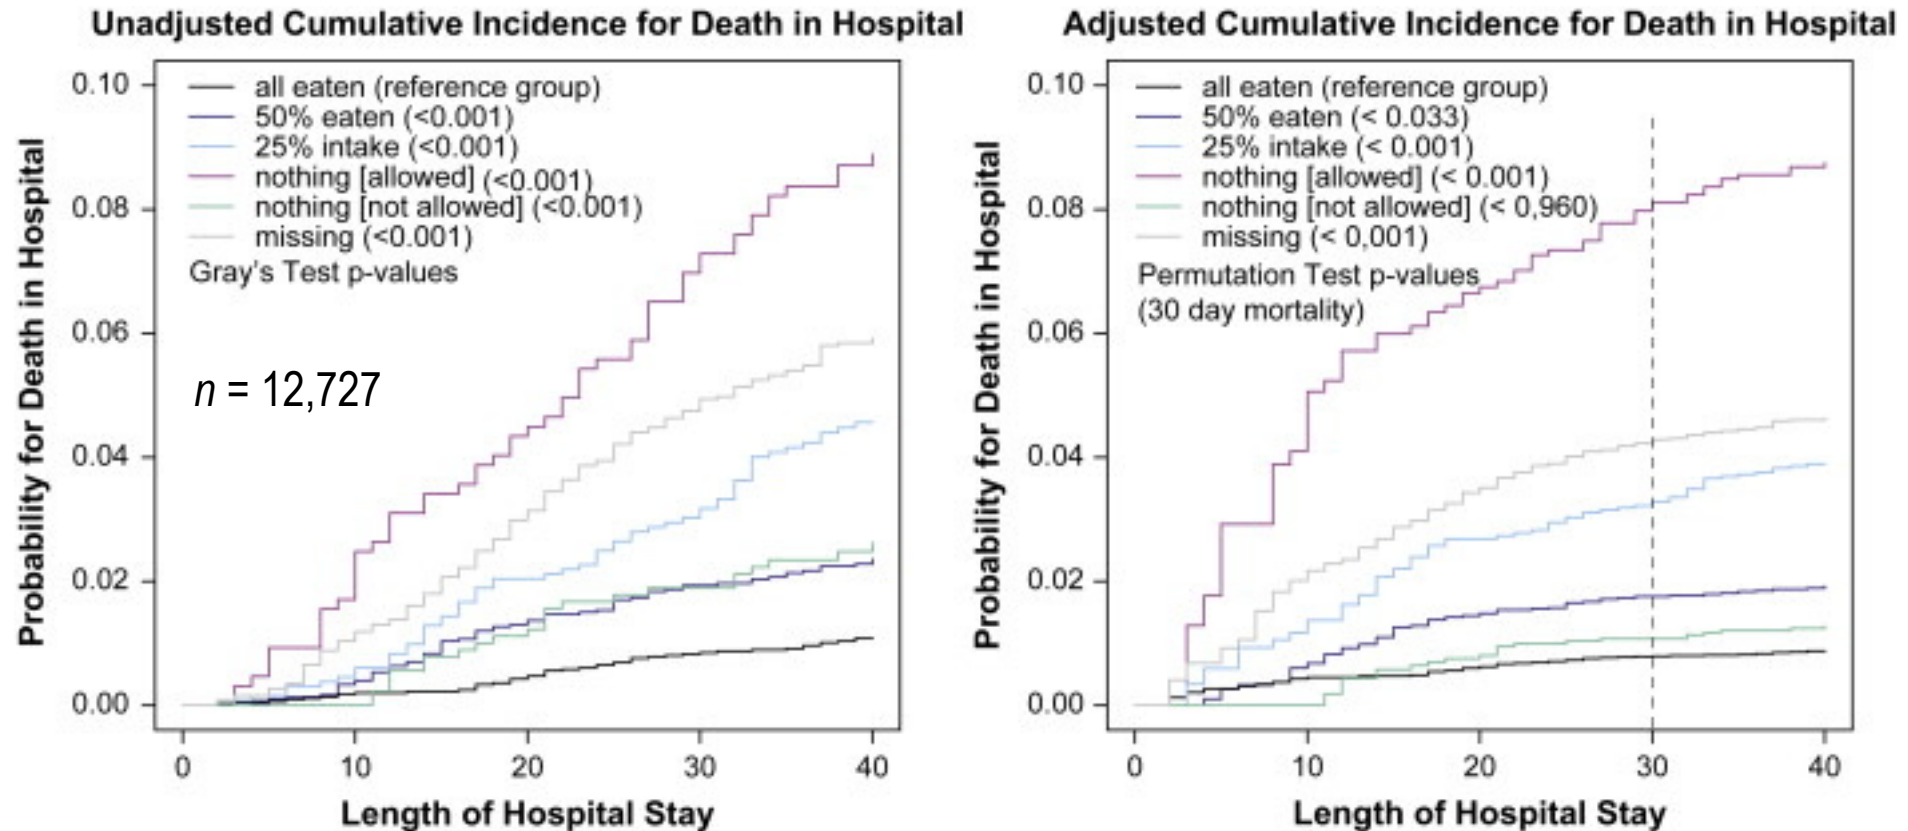 Unadjusted Cumulative Incidence for Death in Hospital
Probability for Death in Hospital
0.10
0.08
0.06
0.04
0.02
0.00
all eaten (reference group)
50% eaten (<0.001)
25% intake (<0.001)
nothing [allowed] (<0.001)
nothing [not allowed] (<0.001)
missing (<0.001)
Gray's Test p-values
n = 12,727
0 10 20 30 40
Length of Hospital Stay
Adjusted Cumulative Incidence for Death in Hospital
Probability for Death in Hospital
0.10
0.08
0.06
0.04
0.02
0.00
all eaten (reference group)
50% eaten (< 0.033)
25% intake (< 0.001)
nothing [allowed] (< 0.001)
nothing [not allowed] (< 0,960)
missing (< 0,001)
Permutation Test p-values
(30 day mortality)
0 10 20 30 40
Length of Hospital Stay